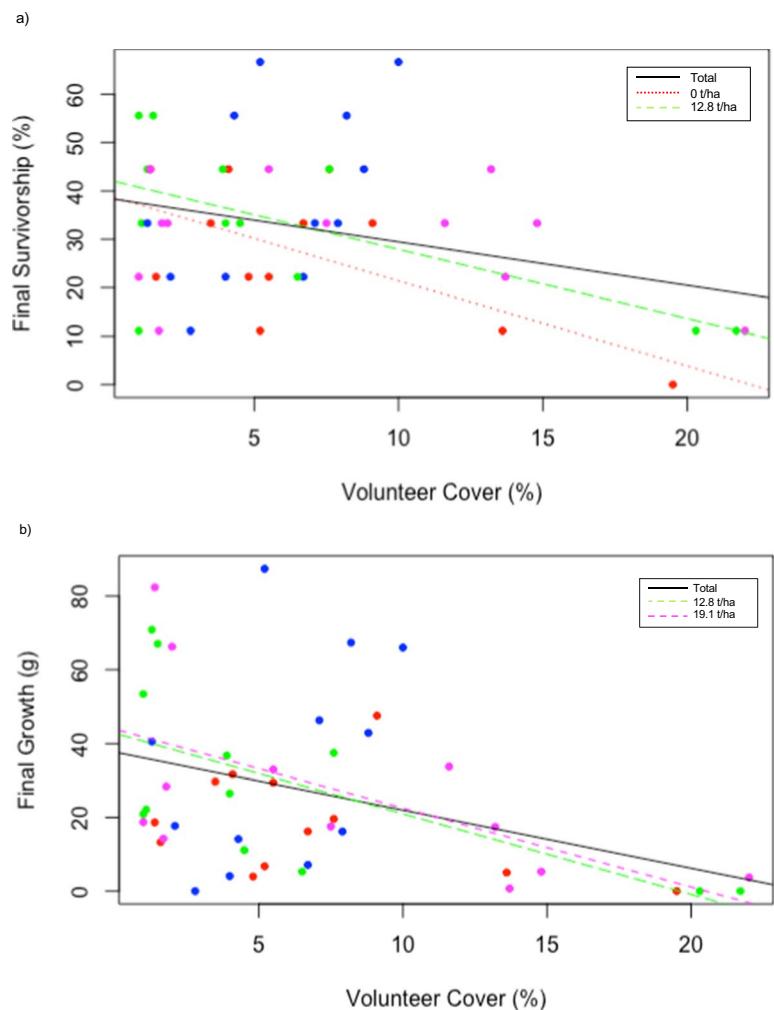 a)
Final Survivorship (%)
0 10 20 30 40 50 60
Total
0 t/ha
12.8 t/ha
5 10 15 20
Volunteer Cover (%)
b)
Final Growth (g)
0 20 40 60 80
Total
12.8 t/ha
19.1 t/ha
5 10 15 20
Volunteer Cover (%)